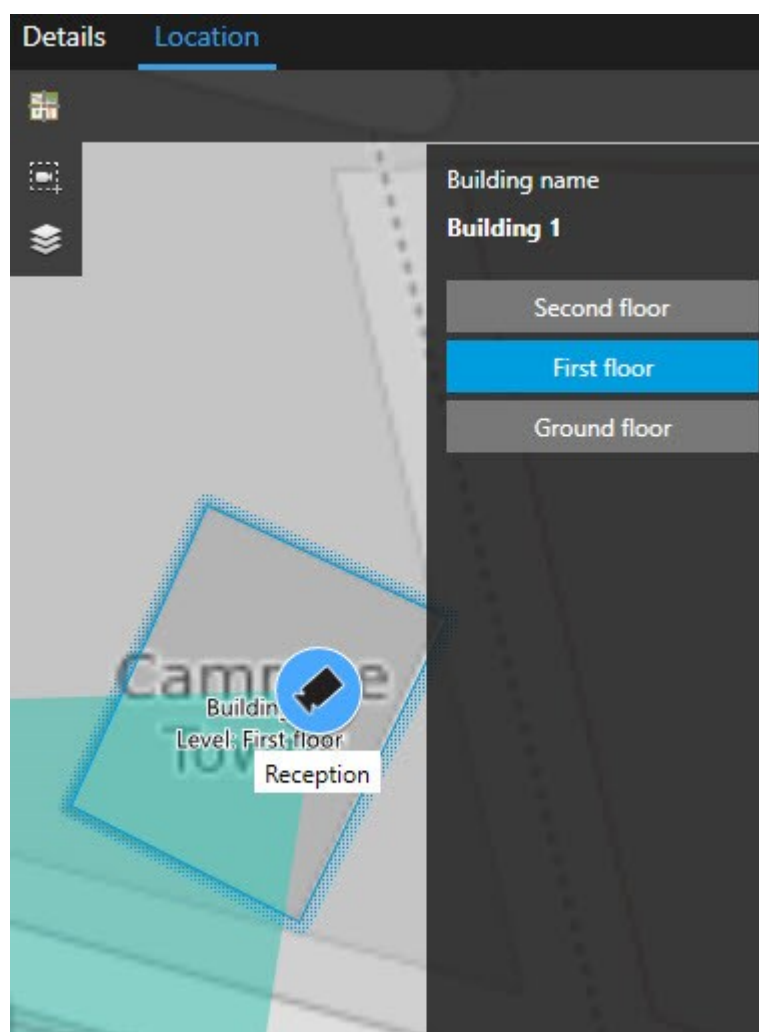 Details Location
Building name
Building 1
Second floor
First floor
Ground floor
Building
Level: First floor
Reception